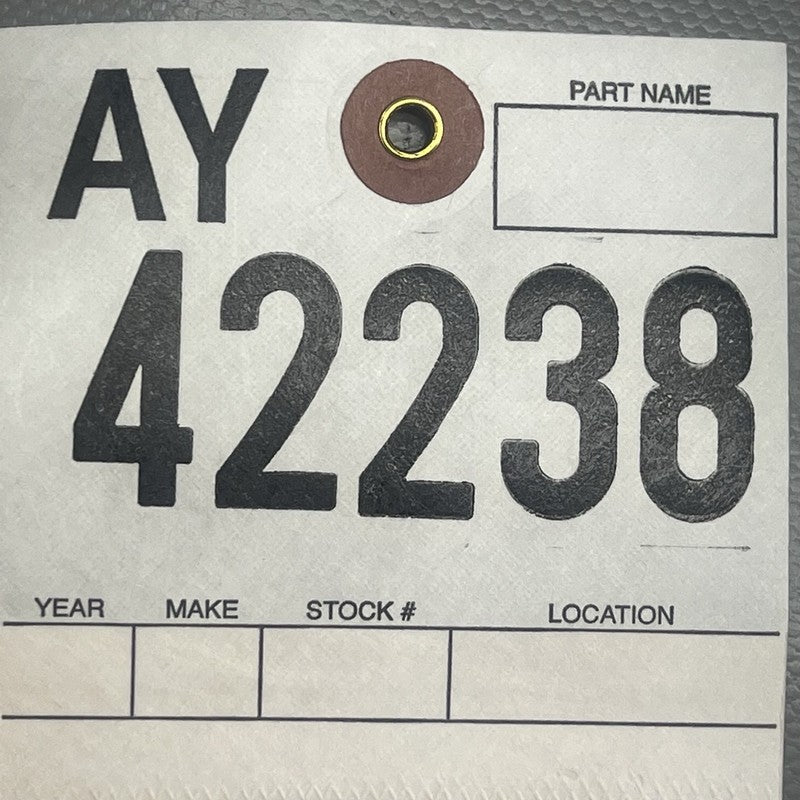 AY
PART NAME
42238
YEAR MAKE STOCK # LOCATION